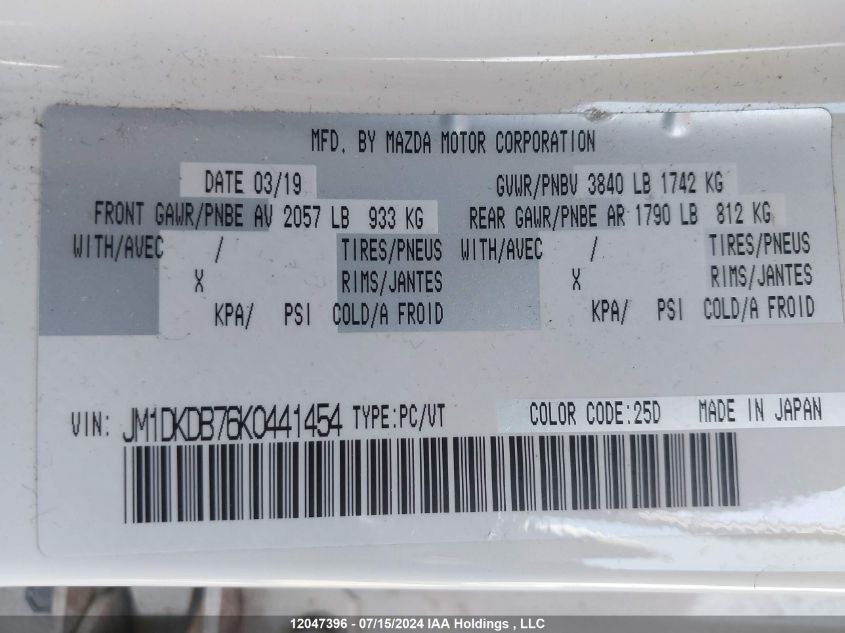 MFD. BY MAZDA MOTOR CORPORATION
DATE 03/19 GVWR/PNBV 3840 LB 1742 KG
FRONT GAWR/PNBE AV 2057 LB 933 KG REAR GAWR/PNBE AR 1790 LB 812 KG
WITH/AVEC / TIRES/PNEUS WITH/AVEC / TIRES/PNEUS
X RIMS/JANTES X RIMS/JANTES
KPA/ PSI COLD/A FROID KPA/ PSI COLD/A FROID
VIN: JM1DKDB76K0441454 TYPE:PC/VT COLOR CODE:25D MADE IN JAPAN
12047396 - 07/15/2024 IAA Holdings , LLC